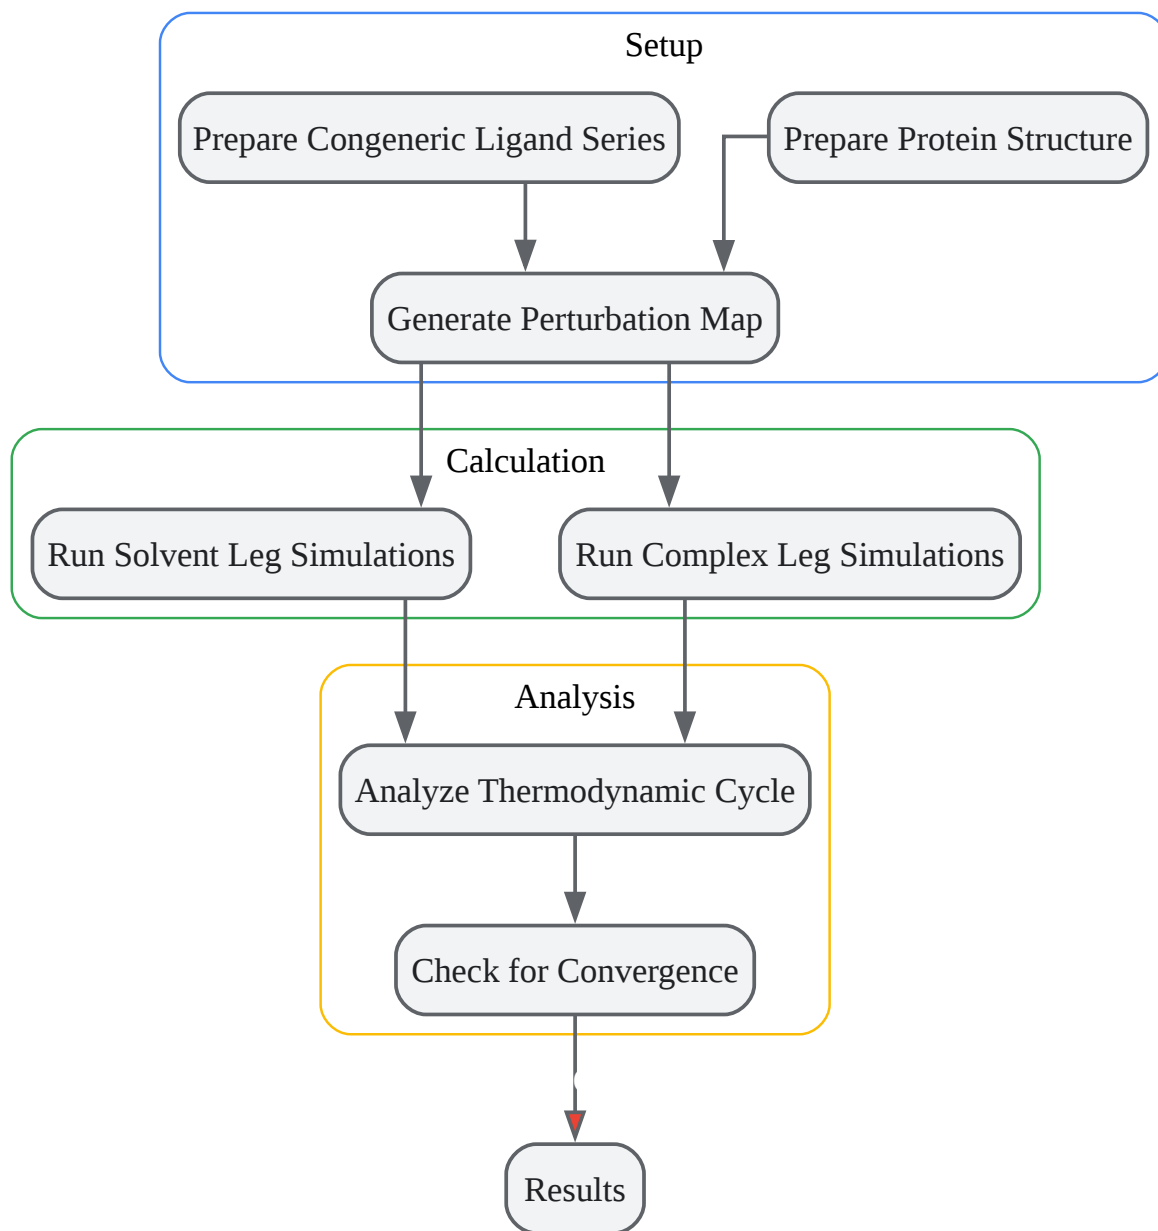 Setup
Prepare Congeneric Ligand Series
Prepare Protein Structure
Generate Perturbation Map
Calculation
Run Solvent Leg Simulations
Run Complex Leg Simulations
Analysis
Analyze Thermodynamic Cycle
Check for Convergence
Results